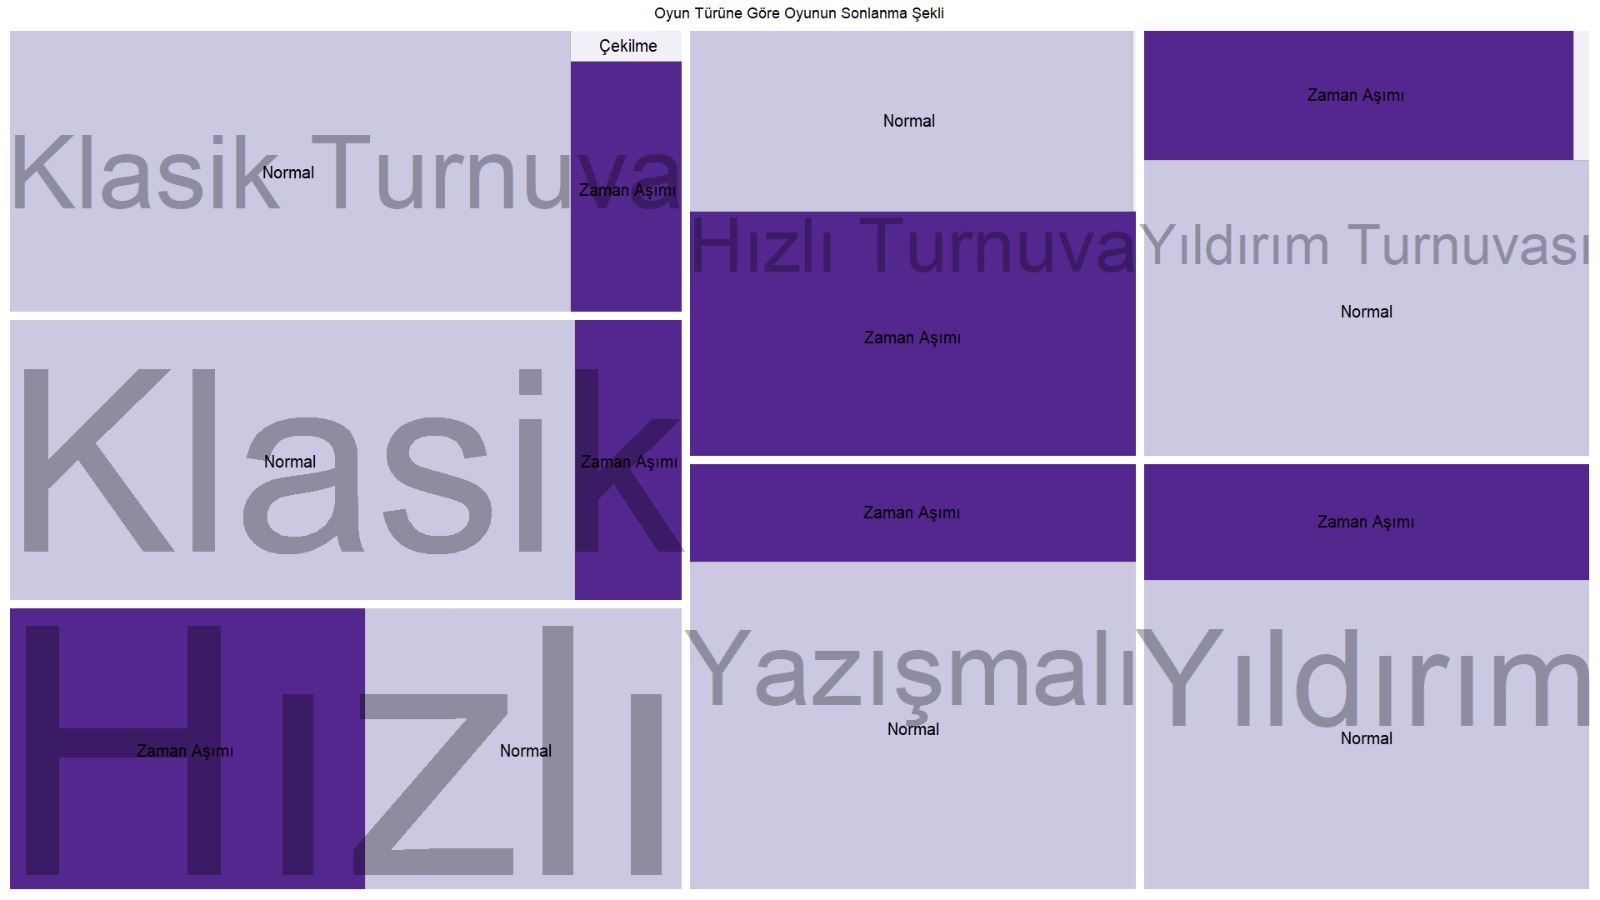 Oyun Türüne Göre Oyunun Sonlanma Şekli
Klasik Turnuva
Normal
Çekilme
Zaman Aşımı
Klasik
Normal
Zaman Aşımı
Hızlı
Zaman Aşımı
Normal
Hızlı Turnuva
Normal
Zaman Aşımı
Yazışmalı
Zaman Aşımı
Normal
Yıldırım Turnuvası
Zaman Aşımı
Normal
Yıldırım
Zaman Aşımı
Normal